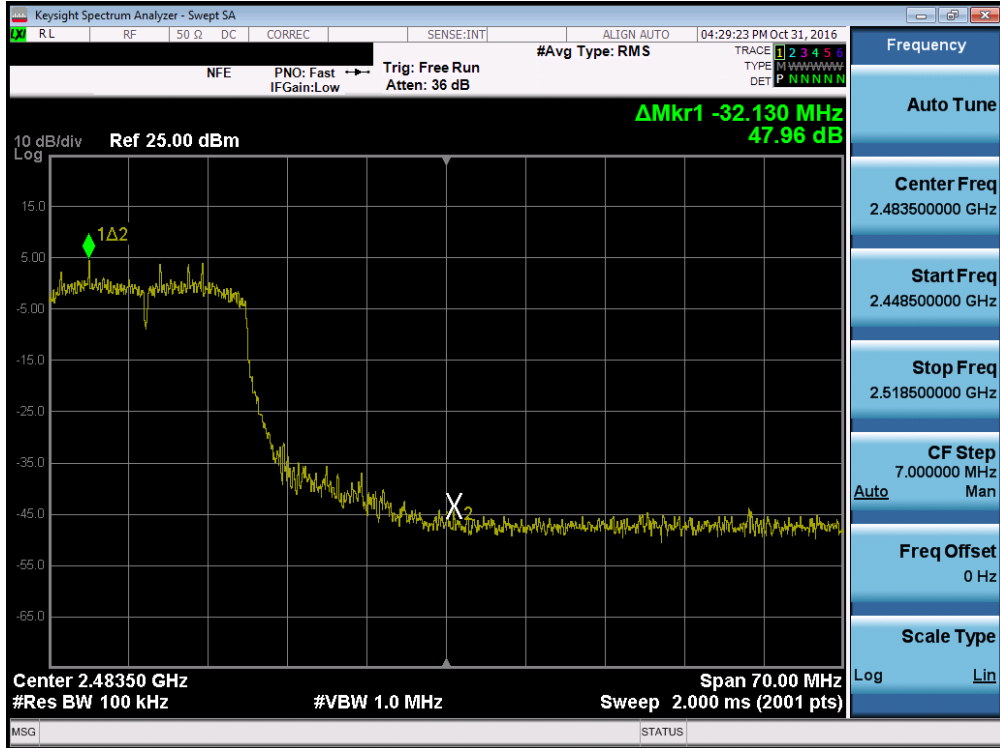 Keysight Spectrum Analyzer - Swept SA
LXI RL RF 50 Ω DC CORREC SENSE:INT ALIGN AUTO 04:29:23 PM Oct 31, 2016
NFE PNO: Fast Trig: Free Run #Avg Type: RMS TRACE 1 2 3 4 5 6
IFGain:Low Atten: 36 dB TYPE M WWWWW
DET P N N N N N
ΔMkr1 -32.130 MHz
47.96 dB
10 dB/div Ref 25.00 dBm
Log
15.0
5.00
-5.00
-15.0
-25.0
-35.0
-45.0
-55.0
-65.0
1Δ2
X2
Center 2.48350 GHz Span 70.00 MHz
#Res BW 100 kHz #VBW 1.0 MHz Sweep 2.000 ms (2001 pts)
MSG STATUS
Frequency
Auto Tune
Center Freq
2.483500000 GHz
Start Freq
2.448500000 GHz
Stop Freq
2.518500000 GHz
CF Step
7.000000 MHz
Auto Man
Freq Offset
0 Hz
Scale Type
Log Lin